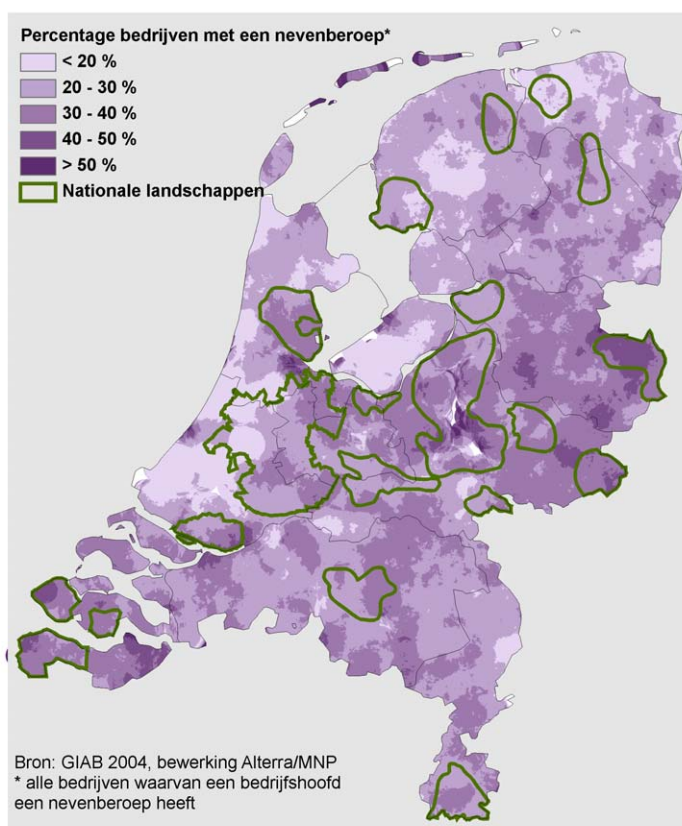 Percentage bedrijven met een nevenberoep*
< 20 %
20 - 30 %
30 - 40 %
40 - 50 %
> 50 %
Nationale landschappen
Bron: GIAB 2004, bewerking Alterra/MNP
* alle bedrijven waarvan een bedrijfshoofd
een nevenberoep heeft